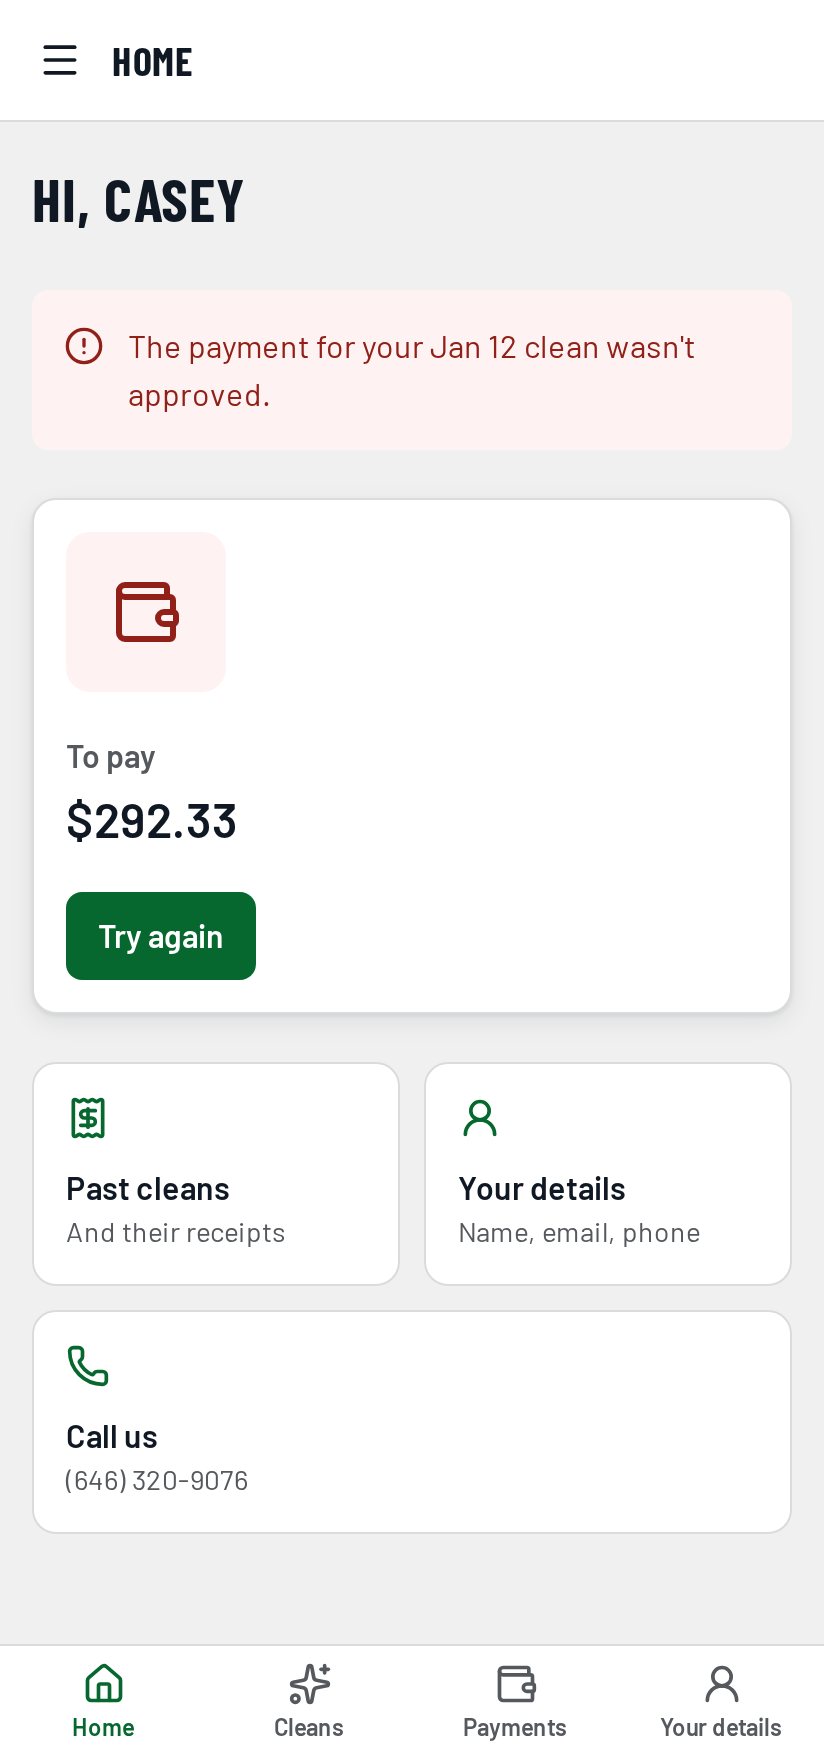 HOME
HI, CASEY
The payment for your Jan 12 clean wasn't
approved.
To pay
$292.33
Try again
Past cleans
And their receipts
Your details
Name, email, phone
Call us
(646) 320-9076
Home
Cleans
Payments
Your details